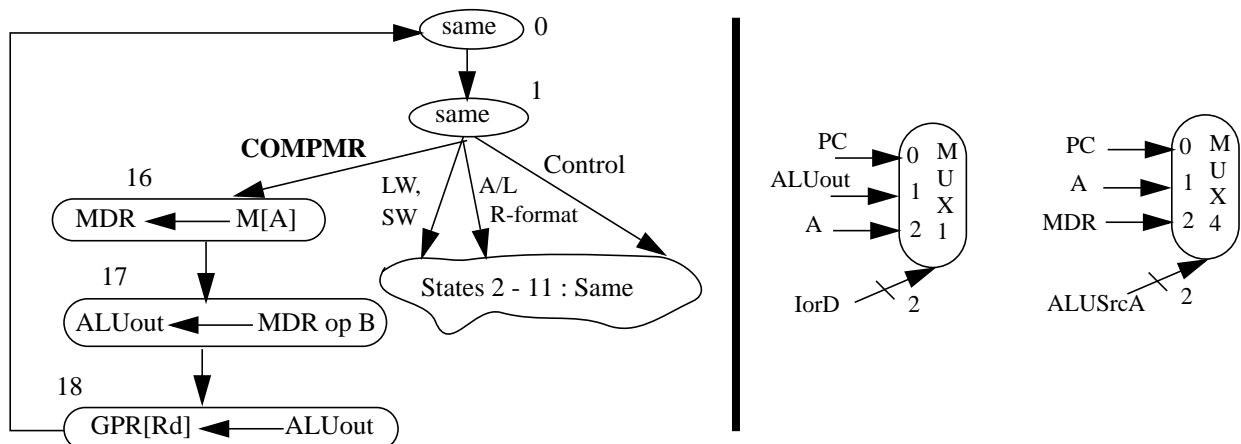 same 0
same 1
COMPMR
LW,
SW
A/L
R-format
Control
16
MDR M[A]
17
ALUout MDR op B
18
GPR[Rd] ALUout
States 2 - 11 : Same
PC 0
ALUout 1
A 2
M
U
X
1
IorD 2
PC 0
A 1
MDR 2
M
U
X
4
ALUSrcA 2